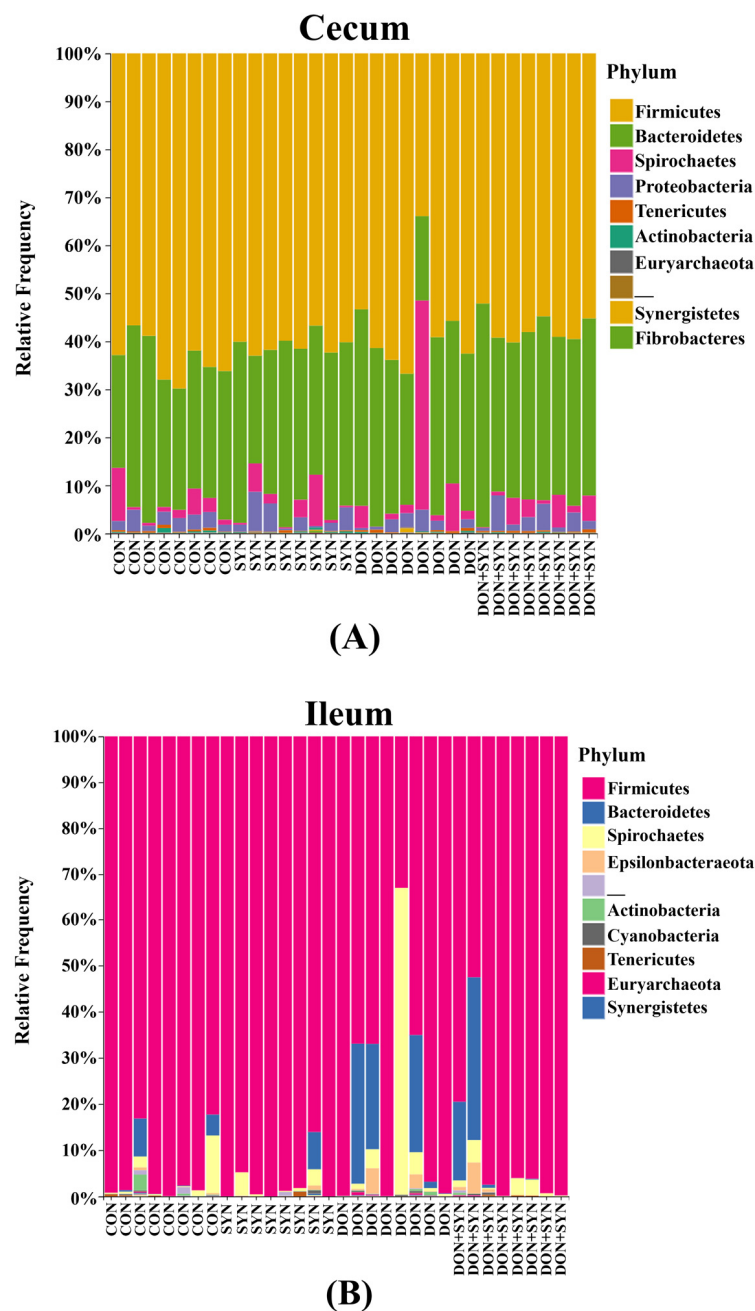 Cecum
100%
90%
80%
70%
60%
50%
40%
30%
20%
10%
0%
Relative Frequency
CON
CON
CON
CON
CON
CON
CON
CON
SYN
SYN
SYN
SYN
SYN
SYN
SYN
SYN
DON
DON
DON
DON
DON
DON
DON
DON
DON+SYN
DON+SYN
DON+SYN
DON+SYN
DON+SYN
DON+SYN
DON+SYN
DON+SYN
Phylum
Firmicutes
Bacteroidetes
Spirochaetes
Proteobacteria
Tenericutes
Actinobacteria
Euryarchaeota
__
Synergistetes
Fibrobacteres
(A)
Ileum
100%
90%
80%
70%
60%
50%
40%
30%
20%
10%
0%
Relative Frequency
CON
CON
CON
CON
CON
CON
CON
CON
SYN
SYN
SYN
SYN
SYN
SYN
SYN
SYN
DON
DON
DON
DON
DON
DON
DON
DON
DON+SYN
DON+SYN
DON+SYN
DON+SYN
DON+SYN
DON+SYN
DON+SYN
DON+SYN
Phylum
Firmicutes
Bacteroidetes
Spirochaetes
Epsilonbacteraeota
__
Actinobacteria
Cyanobacteria
Tenericutes
Euryarchaeota
Synergistetes
(B)